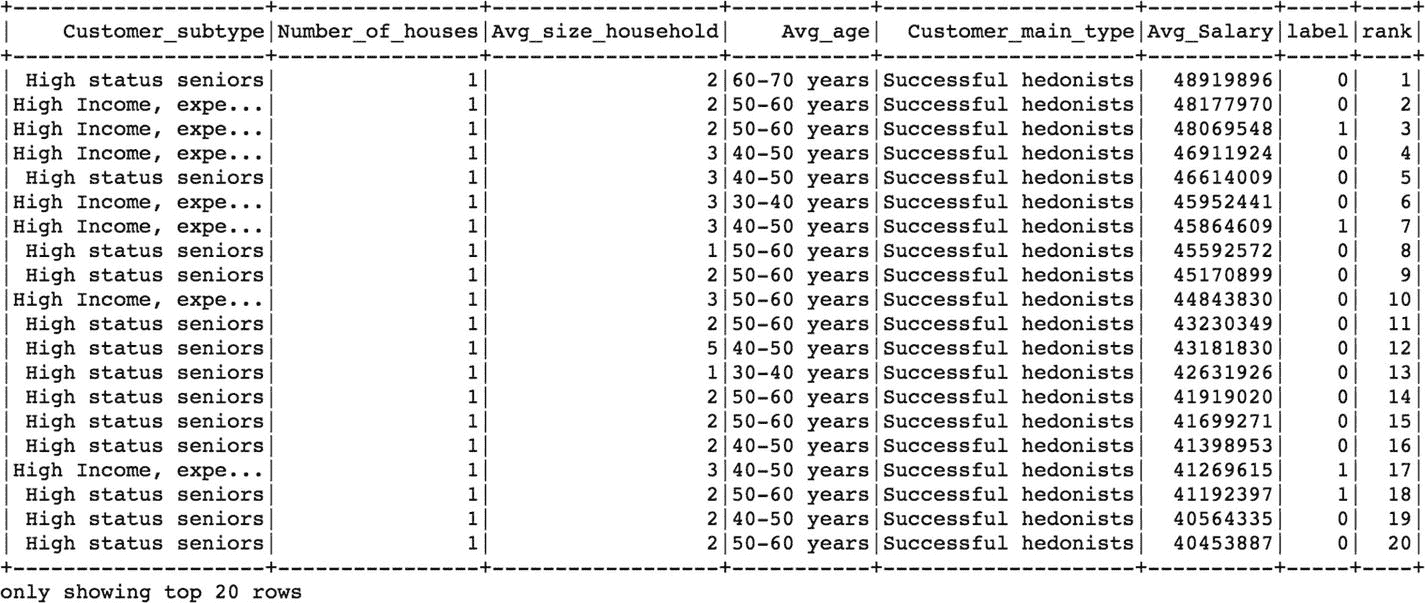 +--------------------+----------------+------------------+-----------+--------------------+----------+-----+----+
|    Customer_subtype|Number_of_houses|Avg_size_household|    Avg_age|  Customer_main_type|Avg_Salary|label|rank|
+--------------------+----------------+------------------+-----------+--------------------+----------+-----+----+
| High status seniors|               1|                 2|60-70 years|Successful hedonists|  48919896|    0|   1|
|High Income, expe...|               1|                 2|50-60 years|Successful hedonists|  48177970|    0|   2|
|High Income, expe...|               1|                 2|50-60 years|Successful hedonists|  48069548|    1|   3|
|High Income, expe...|               1|                 3|40-50 years|Successful hedonists|  46911924|    0|   4|
| High status seniors|               1|                 3|40-50 years|Successful hedonists|  46614009|    0|   5|
|High Income, expe...|               1|                 3|30-40 years|Successful hedonists|  45952441|    0|   6|
|High Income, expe...|               1|                 3|40-50 years|Successful hedonists|  45864609|    1|   7|
| High status seniors|               1|                 1|50-60 years|Successful hedonists|  45592572|    0|   8|
| High status seniors|               1|                 2|50-60 years|Successful hedonists|  45170899|    0|   9|
|High Income, expe...|               1|                 3|50-60 years|Successful hedonists|  44843830|    0|  10|
| High status seniors|               1|                 2|50-60 years|Successful hedonists|  43230349|    0|  11|
| High status seniors|               1|                 5|40-50 years|Successful hedonists|  43181830|    0|  12|
| High status seniors|               1|                 1|30-40 years|Successful hedonists|  42631926|    0|  13|
| High status seniors|               1|                 2|50-60 years|Successful hedonists|  41919020|    0|  14|
| High status seniors|               1|                 2|50-60 years|Successful hedonists|  41699271|    0|  15|
| High status seniors|               1|                 2|40-50 years|Successful hedonists|  41398953|    0|  16|
|High Income, expe...|               1|                 3|40-50 years|Successful hedonists|  41269615|    1|  17|
| High status seniors|               1|                 2|50-60 years|Successful hedonists|  41192397|    1|  18|
| High status seniors|               1|                 2|40-50 years|Successful hedonists|  40564335|    0|  19|
| High status seniors|               1|                 2|50-60 years|Successful hedonists|  40453887|    0|  20|
+--------------------+----------------+------------------+-----------+--------------------+----------+-----+----+
only showing top 20 rows